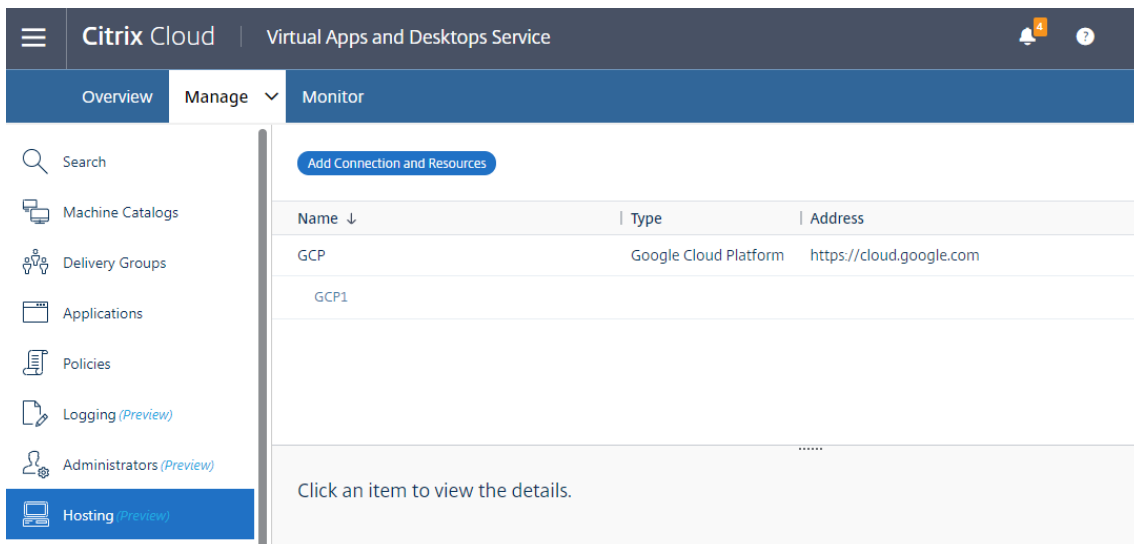 Citrix Cloud | Virtual Apps and Desktops Service 4 ?
Overview Manage Monitor
Search
Machine Catalogs
Delivery Groups
Applications
Policies
Logging (Preview)
Administrators (Preview)
Hosting (Preview)
Add Connection and Resources
Name ↓ Type Address
GCP Google Cloud Platform https://cloud.google.com
GCP1
Click an item to view the details.